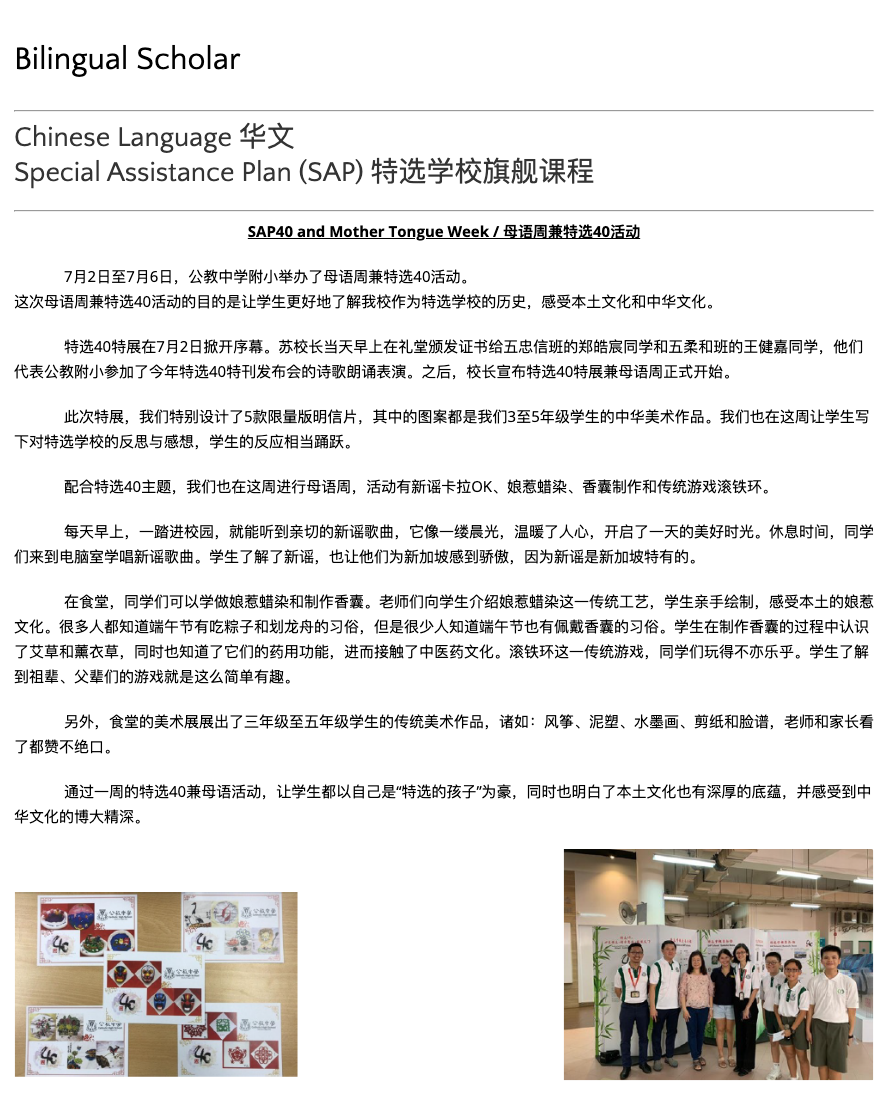 Bilingual Scholar
Chinese Language 华文
Special Assistance Plan (SAP) 特选学校旗舰课程
SAP40 and Mother Tongue Week / 母语周兼特选40活动
7月2日至7月6日，公教中学附小举办了母语周兼特选40活动。
这次母语周兼特选40活动的目的是让学生更好地了解我校作为特选学校的历史，感受本土文化和中华文化。
特选40特展在7月2日掀开序幕。苏校长当天早上在礼堂颁发证书给五忠信班的郑皓宸同学和五柔和班的王健嘉同学，他们
代表公教附小参加了今年特选40特刊发布会的诗歌朗诵表演。之后，校长宣布特选40特展兼母语周正式开始。
此次特展，我们特别设计了5款限量版明信片，其中的图案都是我们3至5年级学生的中华美术作品。我们也在这周让学生写
下对特选学校的反思与感想，学生的反应相当踊跃。
配合特选40主题，我们也在这周进行母语周，活动有新谣卡拉OK、娘惹蜡染、香囊制作和传统游戏滚铁环。
每天早上，一踏进校园，就能听到亲切的新谣歌曲，它像一缕晨光，温暖了人心，开启了一天的美好时光。休息时间，同学
们来到电脑室学唱新谣歌曲。学生了解了新谣，也让他们为新加坡感到骄傲，因为新谣是新加坡特有的。
在食堂，同学们可以学做娘惹蜡染和制作香囊。老师们向学生介绍娘惹蜡染这一传统工艺，学生亲手绘制，感受本土的娘惹
文化。很多人都知道端午节有吃粽子和划龙舟的习俗，但是很少人知道端午节也有佩戴香囊的习俗。学生在制作香囊的过程中认识
了艾草和薰衣草，同时也知道了它们的药用功能，进而接触了中医药文化。滚铁环这一传统游戏，同学们玩得不亦乐乎。学生了解
到祖辈、父辈们的游戏就是这么简单有趣。
另外，食堂的美术展展出了三年级至五年级学生的传统美术作品，诸如：风筝、泥塑、水墨画、剪纸和脸谱，老师和家长看
了都赞不绝口。
通过一周的特选40兼母语活动，让学生都以自己是“特选的孩子”为豪，同时也明白了本土文化也有深厚的底蕴，并感受到中
华文化的博大精深。
公教中学
公教中学
公教中学
公教中学
公教中学